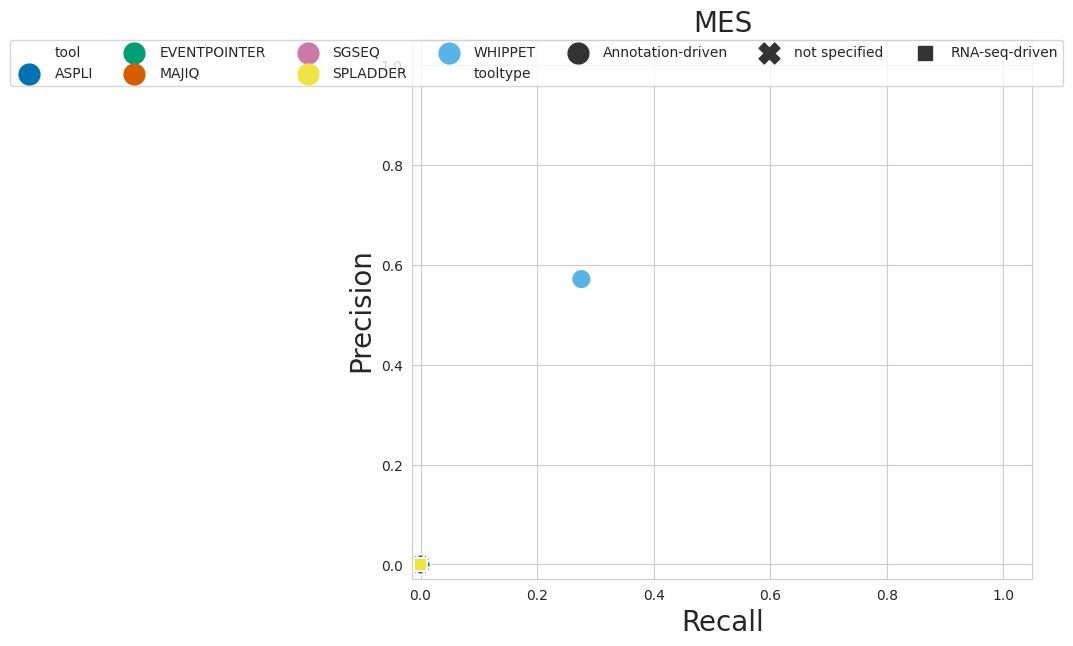 MES
tool EVENTPOINTER SGSEQ WHIPPET Annotation-driven not specified RNA-seq-driven
ASPLI MAJIQ SPLADDER tooltype
1.0
0.8
0.6
0.4
0.2
0.0
Precision
0.0 0.2 0.4 0.6 0.8 1.0
Recall